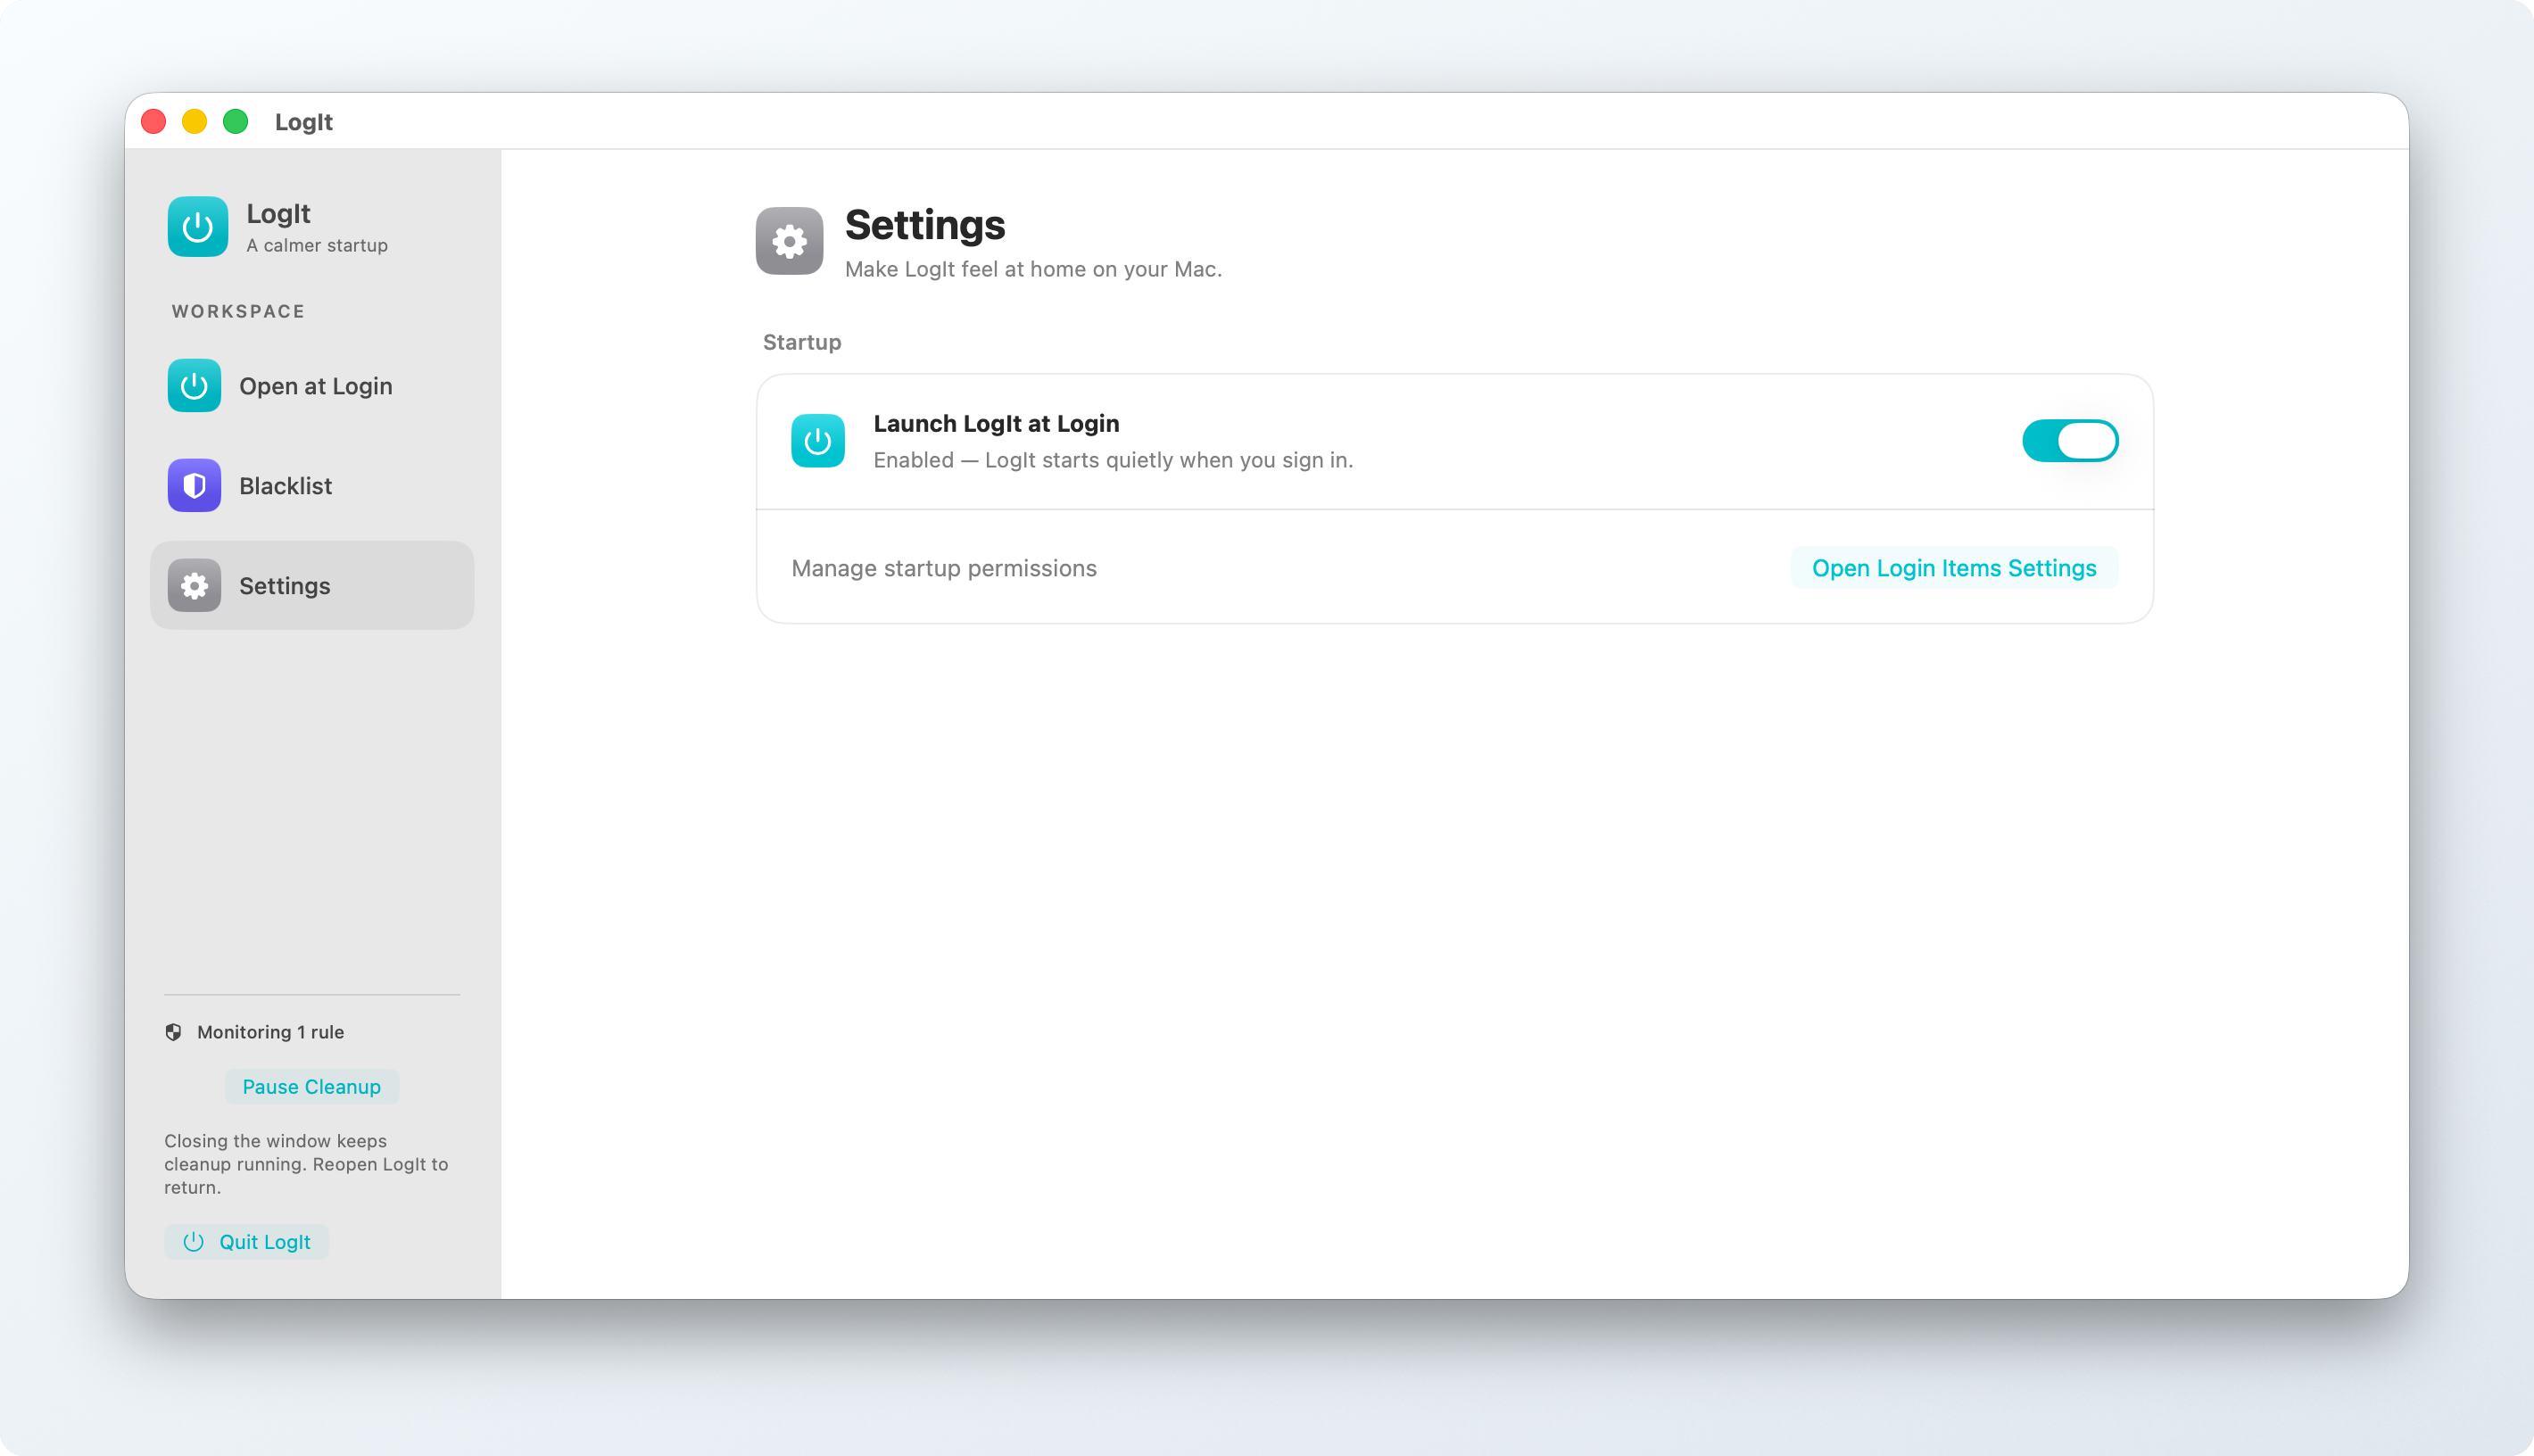 LogIt
LogIt
A calmer startup
WORKSPACE
Open at Login
Blacklist
Settings
Monitoring 1 rule
Pause Cleanup
Closing the window keeps
cleanup running. Reopen LogIt to
return.
Quit LogIt
Settings
Make LogIt feel at home on your Mac.
Startup
Launch LogIt at Login
Enabled — LogIt starts quietly when you sign in.
Manage startup permissions
Open Login Items Settings